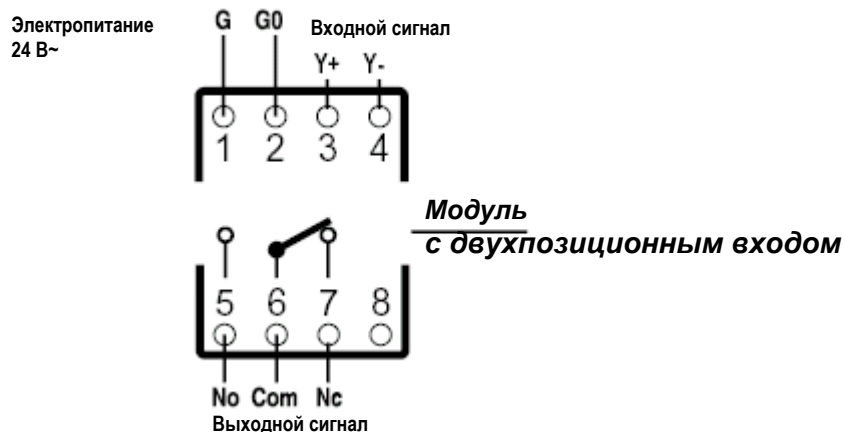 Электропитание
24 В~
G G0
Входной сигнал
Y+ Y-
1 2 3 4
Модуль
с двухпозиционным входом
5 6 7 8
No Com Nc
Выходной сигнал